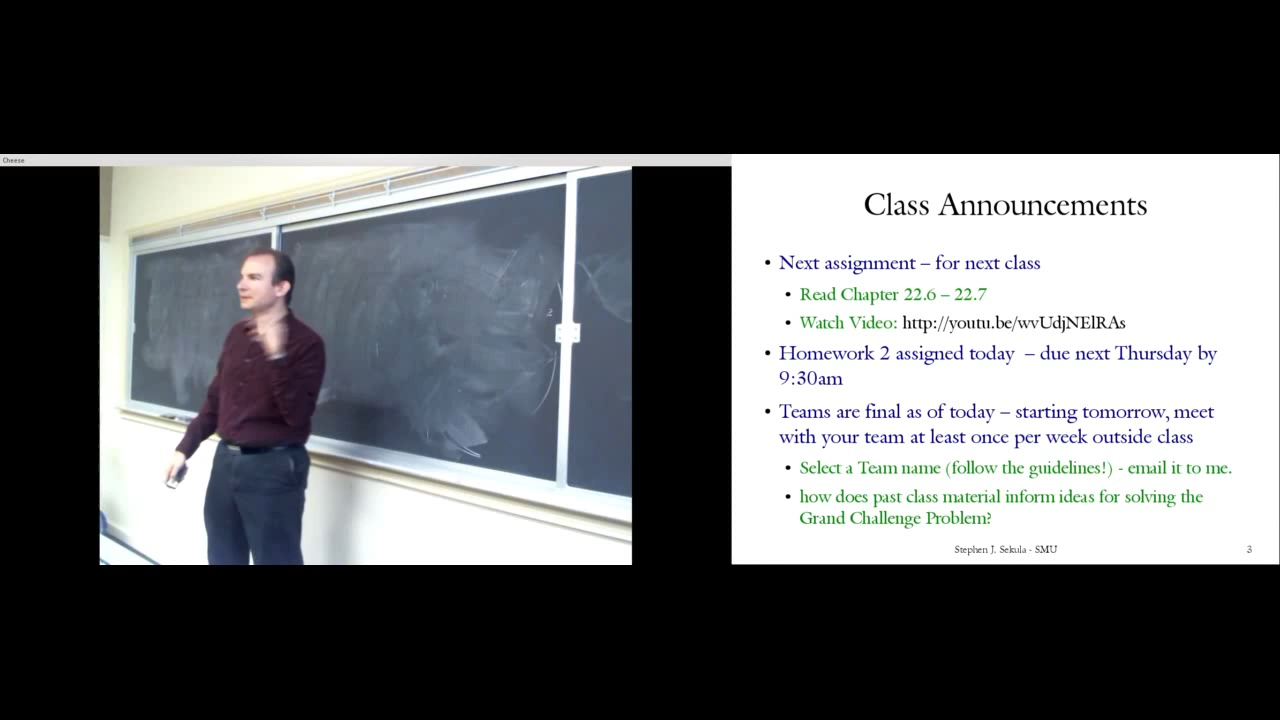 Cheese
Class Announcements
• Next assignment – for next class
• Read Chapter 22.6 – 22.7
• Watch Video: http://youtu.be/wvUdjNElRAs
• Homework 2 assigned today – due next Thursday by
9:30am
• Teams are final as of today – starting tomorrow, meet
with your team at least once per week outside class
• Select a Team name (follow the guidelines!) - email it to me.
• how does past class material inform ideas for solving the
Grand Challenge Problem?
Stephen J. Sekula - SMU
3